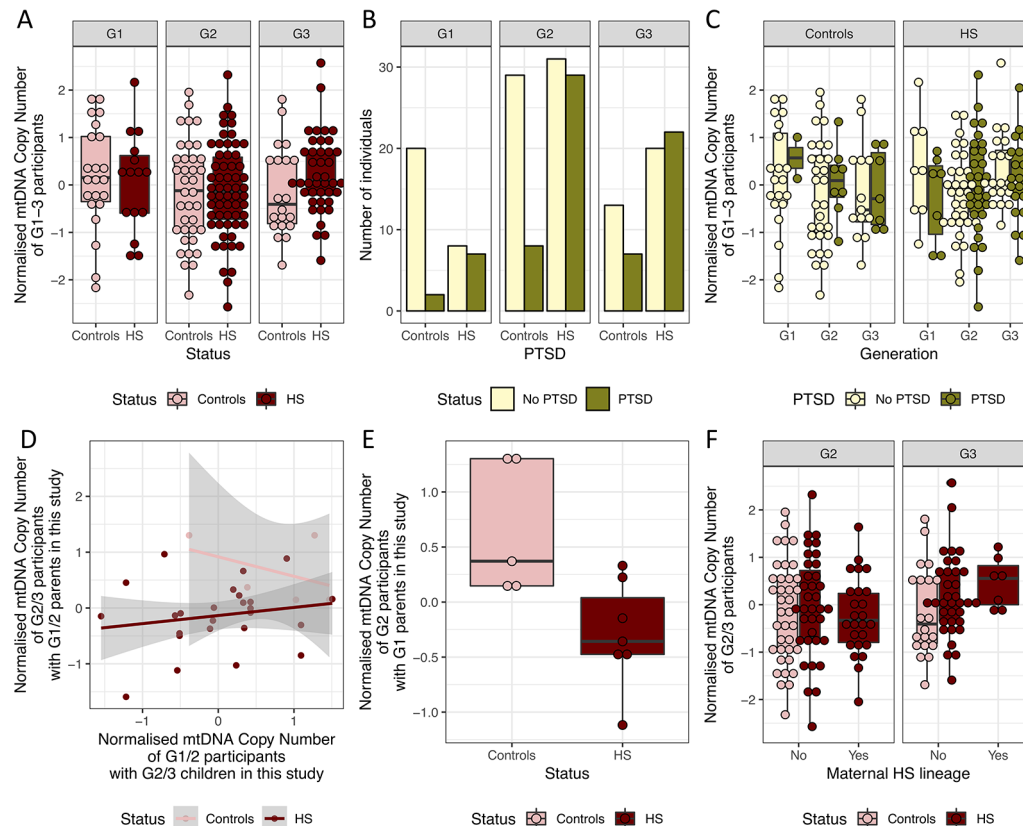 A
G1 G2 G3
Normalised mtDNA Copy Number
of G1−3 participants
2
1
0
−1
−2
Controls HS Controls HS Controls HS
Status
Status Controls HS
B
G1 G2 G3
Number of individuals
30
20
10
0
Controls HS Controls HS Controls HS
PTSD
Status No PTSD PTSD
C
Controls HS
Normalised mtDNA Copy Number
of G1−3 participants
2
1
0
−1
−2
G1 G2 G3 G1 G2 G3
Generation
PTSD No PTSD PTSD
D
Normalised mtDNA Copy Number
of G2/3 participants
with G1/2 parents in this study
2
1
0
−1
−1 0 1
Normalised mtDNA Copy Number
of G1/2 participants
with G2/3 children in this study
Status Controls HS
E
Normalised mtDNA Copy Number
of G2 participants
with G1 parents in this study
1.0
0.5
0.0
−0.5
−1.0
Controls HS
Status
Status Controls HS
F
G2 G3
Normalised mtDNA Copy Number
of G2/3 participants
2
1
0
−1
−2
No Yes No Yes
Maternal HS lineage
Status Controls HS